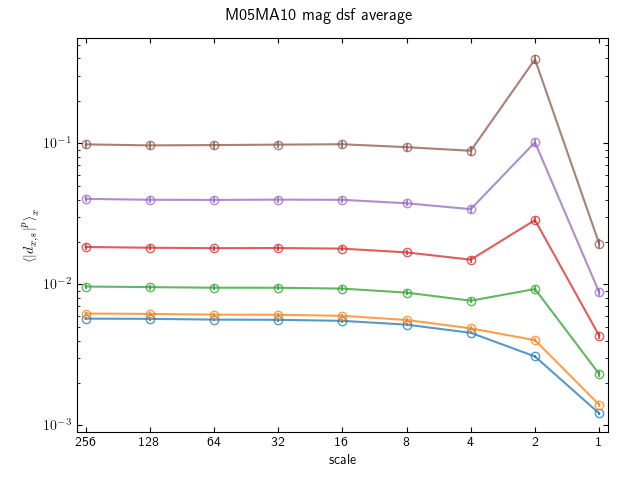 M05MA10 mag dsf average
10⁻¹
10⁻²
10⁻³
⟨|d_{x,s}|^p⟩_x
256 128 64 32 16 8 4 2 1
scale